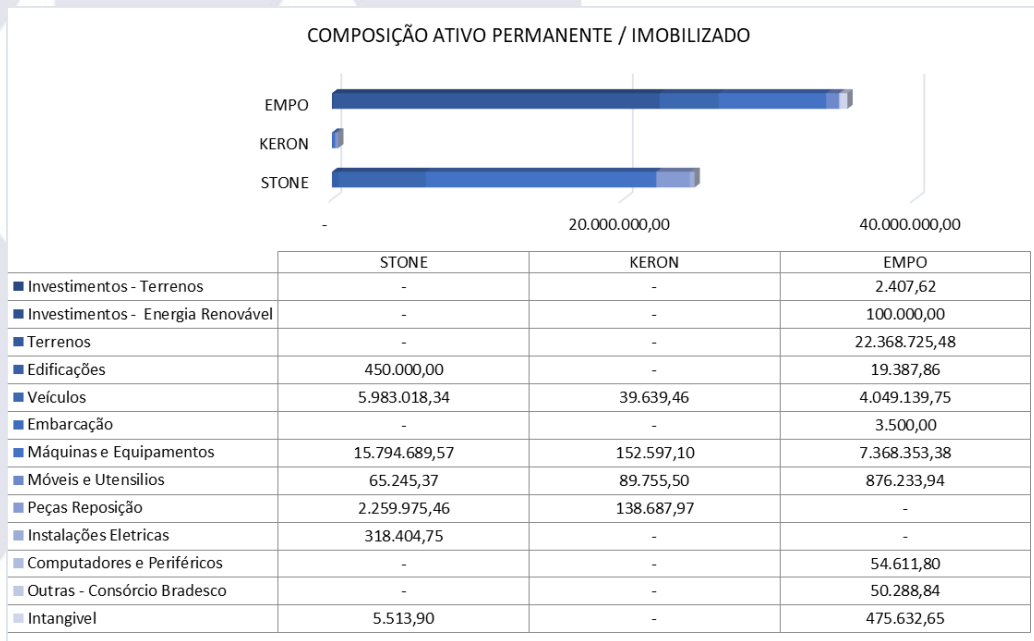 COMPOSIÇÃO ATIVO PERMANENTE / IMOBILIZADO
EMPO
KERON
STONE
- 20.000.000,00 40.000.000,00
STONE KERON EMPO
Investimentos - Terrenos - - 2.407,62
Investimentos - Energia Renovável - - 100.000,00
Terrenos - - 22.368.725,48
Edificações 450.000,00 - 19.387,86
Veículos 5.983.018,34 39.639,46 4.049.139,75
Embarcação - - 3.500,00
Máquinas e Equipamentos 15.794.689,57 152.597,10 7.368.353,38
Móveis e Utensilios 65.245,37 89.755,50 876.233,94
Peças Reposição 2.259.975,46 138.687,97 -
Instalações Eletricas 318.404,75 - -
Computadores e Periféricos - - 54.611,80
Outras - Consórcio Bradesco - - 50.288,84
Intangivel 5.513,90 - 475.632,65